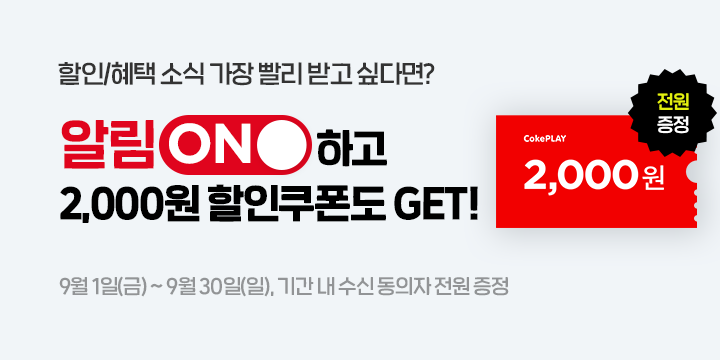 할인/혜택 소식 가장 빨리 받고 싶다면?
알림 ON 하고
2,000원 할인쿠폰도 GET!
9월 1일(금) ~ 9월 30일(일), 기간 내 수신 동의자 전원 증정
전원
증정
CokePLAY
2,000원